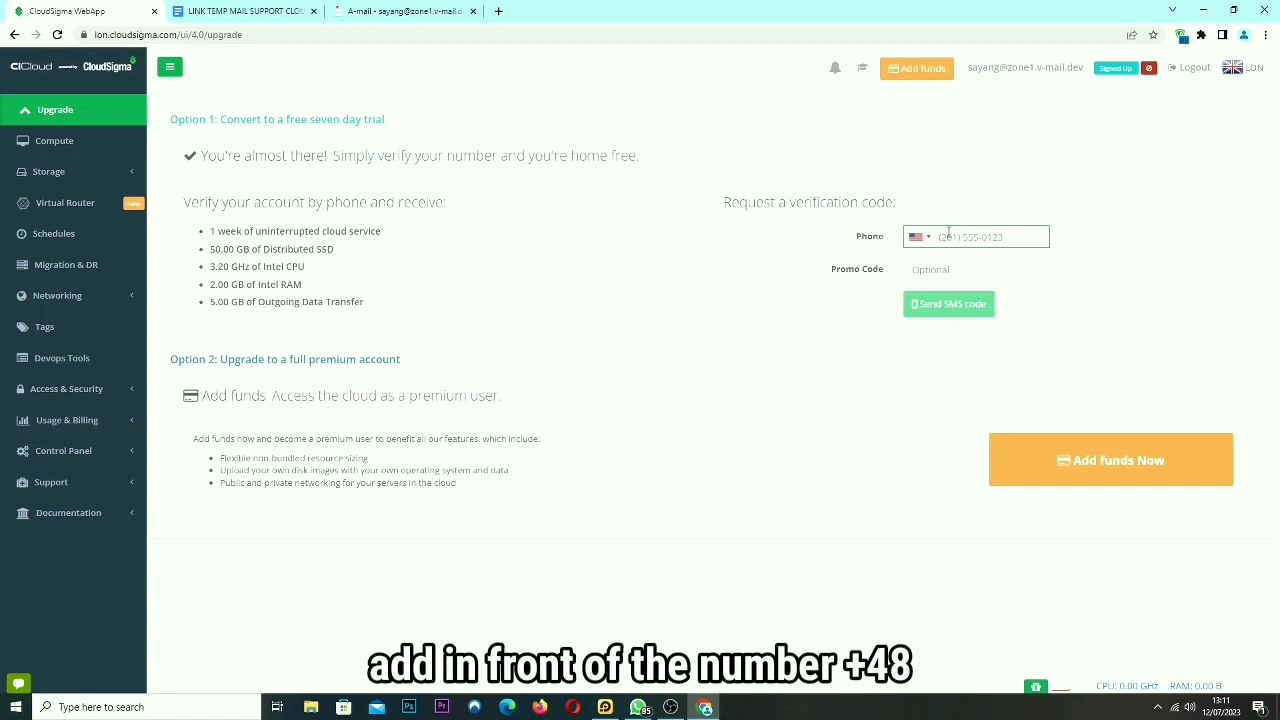 CloudSigma WebApp
LINK TEMP MAIL SUPPORT CLOU
A-mail - sayang@zone1.v-mail.d
lon.cloudsigma.com/ui/4.0/upgrade
CICloud CloudSigma
Add funds
sayang@zone1.v-mail.dev
Signed Up
Logout
LON
Upgrade
Compute
Storage
Virtual Router
new
Schedules
Migration & DR
Networking
Tags
Devops Tools
Access & Security
Usage & Billing
Control Panel
Support
Documentation
Option 1: Convert to a free seven day trial
You're almost there! Simply verify your number and you're home free.
Verify your account by phone and receive:
1 week of uninterrupted cloud service
50.00 GB of Distributed SSD
3.20 GHz of Intel CPU
2.00 GB of Intel RAM
5.00 GB of Outgoing Data Transfer
Request a verification code:
Phone
(201) 555-0123
Promo Code
Optional
Send SMS code
Option 2: Upgrade to a full premium account
Add funds Access the cloud as a premium user.
Add funds now and become a premium user to benefit all our features. which include:
Flexible non-bundled resource sizing
Upload your own disk images with your own operating system and data
Public and private networking for your servers in the cloud
Add funds Now
add in front of the number +48
CPU: 0.00 GHz
RAM: 0.00 B
Type here to search
Ps
Pr
95
13:11
12/07/2023